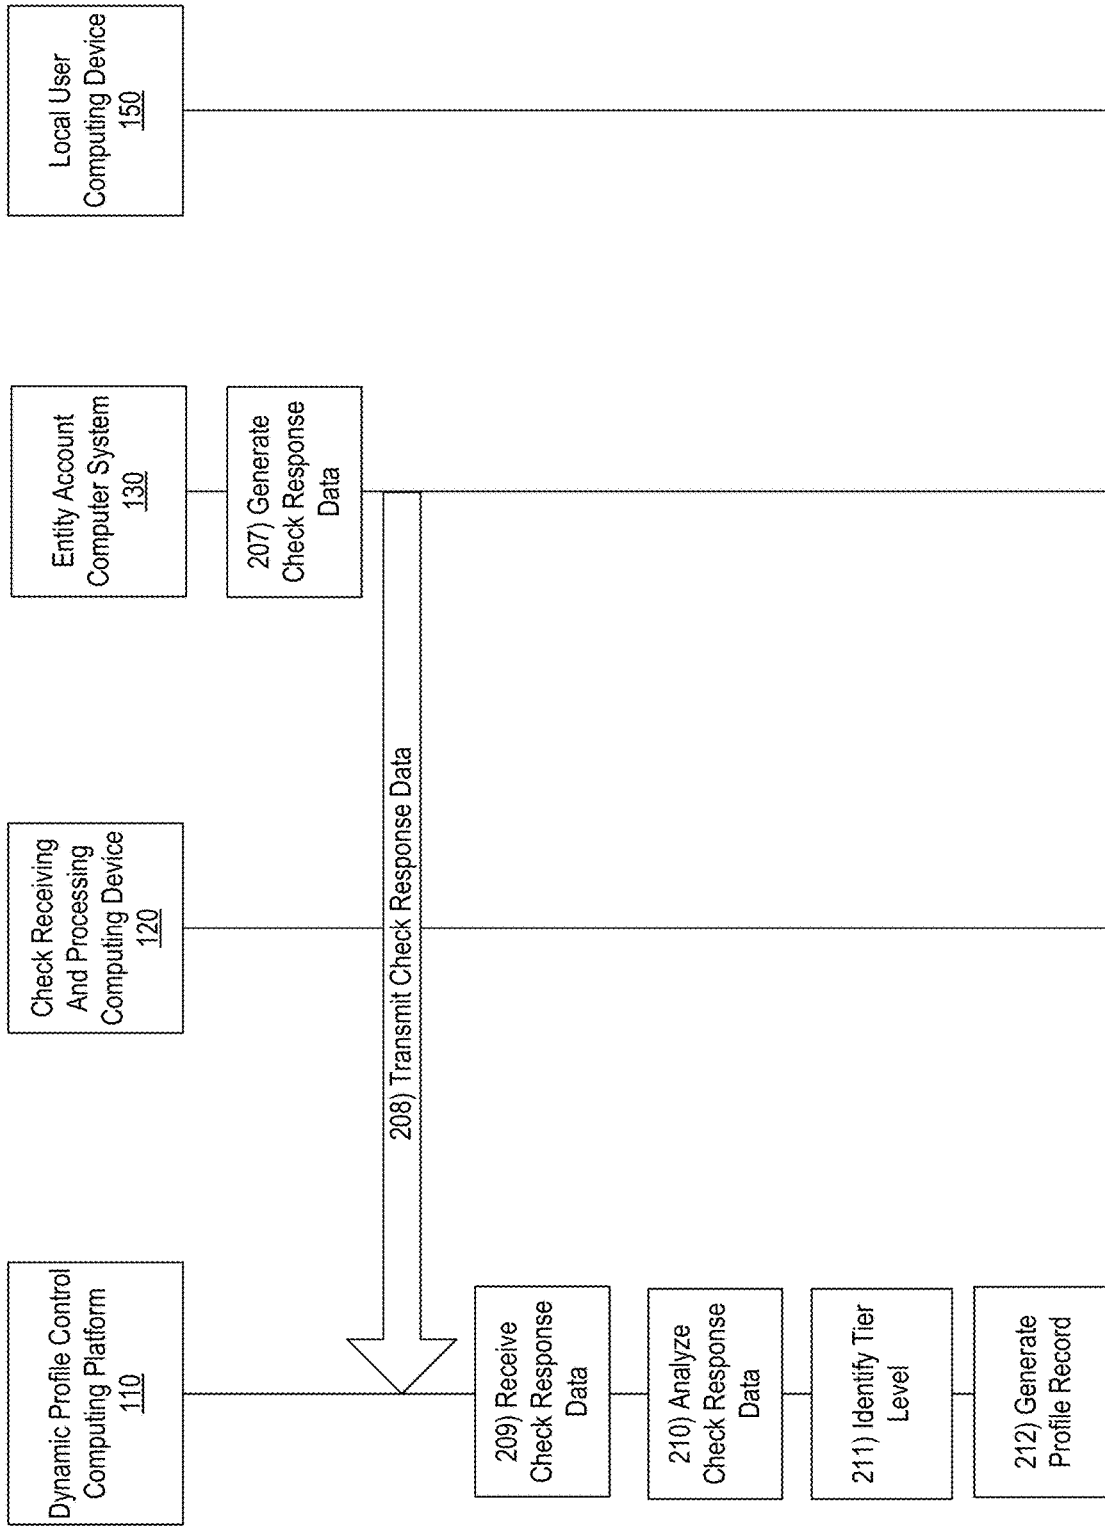 Dynamic Profile Control
Computing Platform
110
Check Receiving
And Processing
Computing Device
120
Entity Account
Computer System
130
Local User
Computing Device
150
207) Generate
Check Response
Data
208) Transmit Check Response Data
209) Receive
Check Response
Data
210) Analyze
Check Response
Data
211) Identify Tier
Level
212) Generate
Profile Record